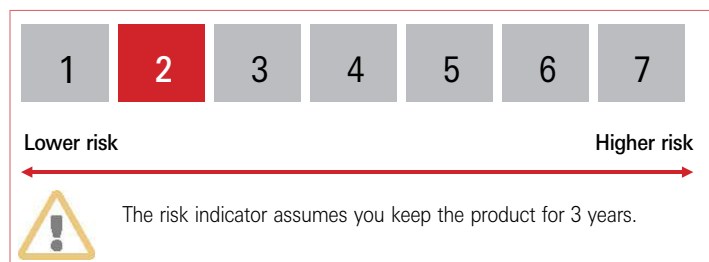 1 2 3 4 5 6 7
Lower risk Higher risk
The risk indicator assumes you keep the product for 3 years.